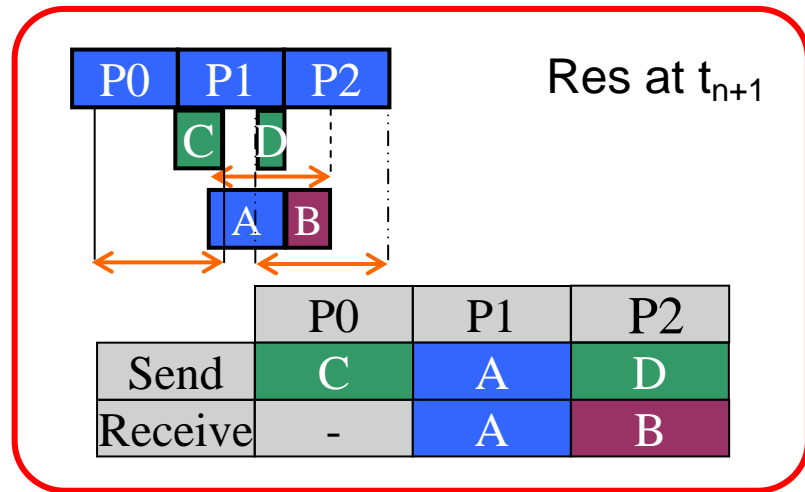 P0 P1 P2
Res at tn+1
C D
A B
P0 P1 P2
Send C A D
Receive - A B